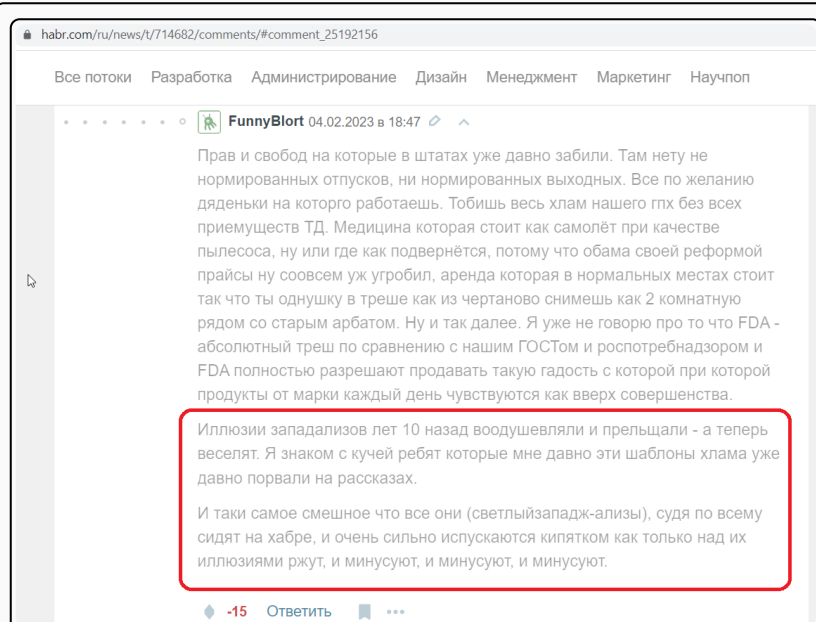 habr.com/ru/news/t/714682/comments/#comment_25192156
Все потоки Разработка Администрирование Дизайн Менеджмент Маркетинг Научпоп
FunnyBlort 04.02.2023 в 18:47
Прав и свобод на которые в штатах уже давно забили. Там нету не
нормированных отпусков, ни нормированных выходных. Все по желанию
дяденьки на которго работаешь. Тобишь весь хлам нашего гпх без всех
приемуществ ТД. Медицина которая стоит как самолёт при качестве
пылесоса, ну или где как подвернётся, потому что обама своей реформой
прайсы ну соовсем уж угробил, аренда которая в нормальных местах стоит
так что ты однушку в треше как из чертаново снимешь как 2 комнатную
рядом со старым арбатом. Ну и так далее. Я уже не говорю про то что FDA -
абсолютный треш по сравнению с нашим ГОСТом и роспотребнадзором и
FDA полностью разрешают продавать такую гадость с которой при которой
продукты от марки каждый день чувствуются как вверх совершенства.
Иллюзии западализов лет 10 назад воодушевляли и прельщали - а теперь
веселят. Я знаком с кучей ребят которые мне давно эти шаблоны хлама уже
давно порвали на рассказах.
И таки самое смешное что все они (светлыйзападж-ализы), судя по всему
сидят на хабре, и очень сильно испускаются кипятком как только над их
иллюзиями ржут, и минусуют, и минусуют, и минусуют.
-15 Ответить